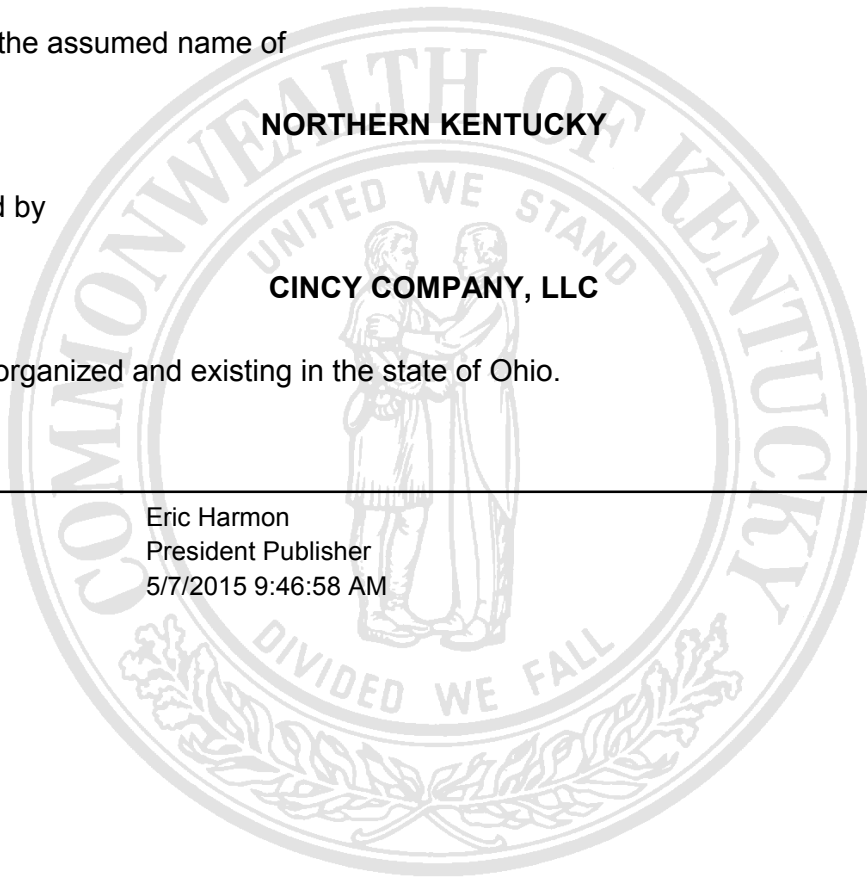 the assumed name of
NORTHERN KENTUCKY
d by
CINCY COMPANY, LLC
organized and existing in the state of Ohio.
Eric Harmon
President Publisher
5/7/2015 9:46:58 AM
COMMONWEALTH OF KENTUCKY
UNITED WE STAND
DIVIDED WE FALL